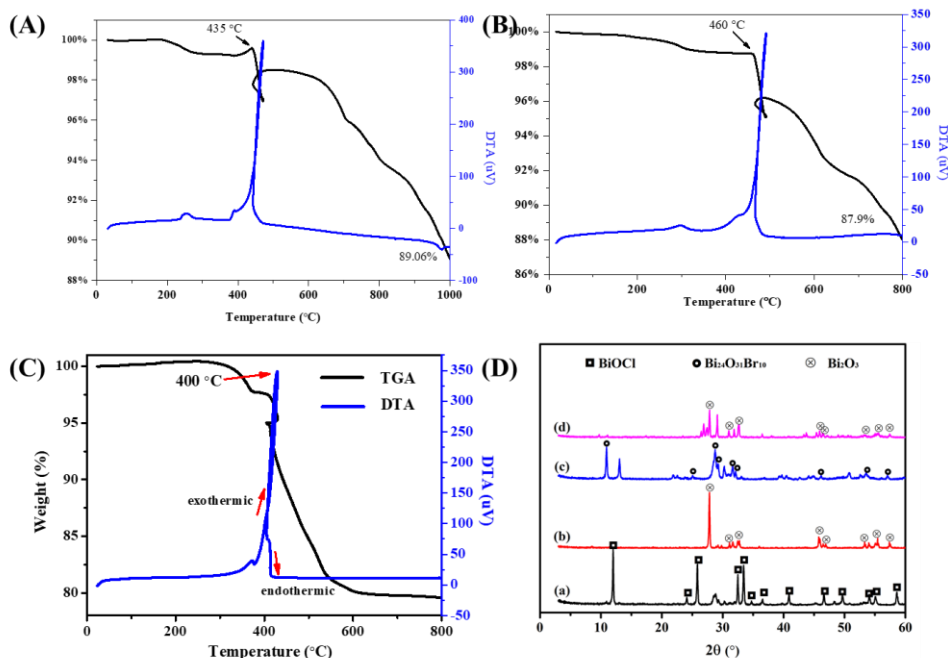 (A)
435 °C
100%
98%
96%
94%
92%
91%
90%
88%
89.06%
0
200
400
600
800
1000
Temperature (°C)
400
300
200
100
0
-100
DTA (uV)
(B)
460 °C
100%
98%
96%
94%
92%
90%
88%
86%
87.9%
0
200
400
600
800
Temperature (°C)
350
300
250
200
150
100
50
0
-50
DTA (uV)
(C)
400 °C
TGA
DTA
exothermic
endothermic
100
95
90
85
80
Weight (%)
0
200
400
600
800
Temperature (°C)
350
300
250
200
150
100
50
0
-50
DTA (uV)
(D)
BiOCl
Bi₂₄O₃₁Br₁₀
Bi₂O₃
(d)
(c)
(b)
(a)
0
10
20
30
40
50
60
2θ (°)